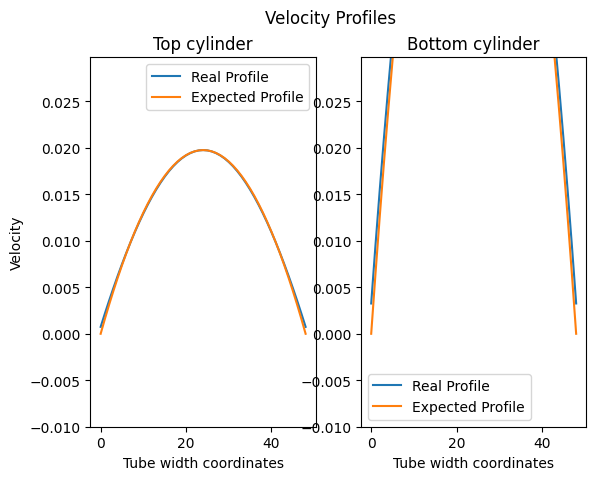 Velocity Profiles
Top cylinder
Real Profile
Expected Profile
Velocity
0.025
0.020
0.015
0.010
0.005
0.000
−0.005
−0.010
0
20
40
Tube width coordinates
Bottom cylinder
0.025
0.020
0.015
0.010
0.005
0.000
−0.005
−0.010
Real Profile
Expected Profile
0
20
40
Tube width coordinates